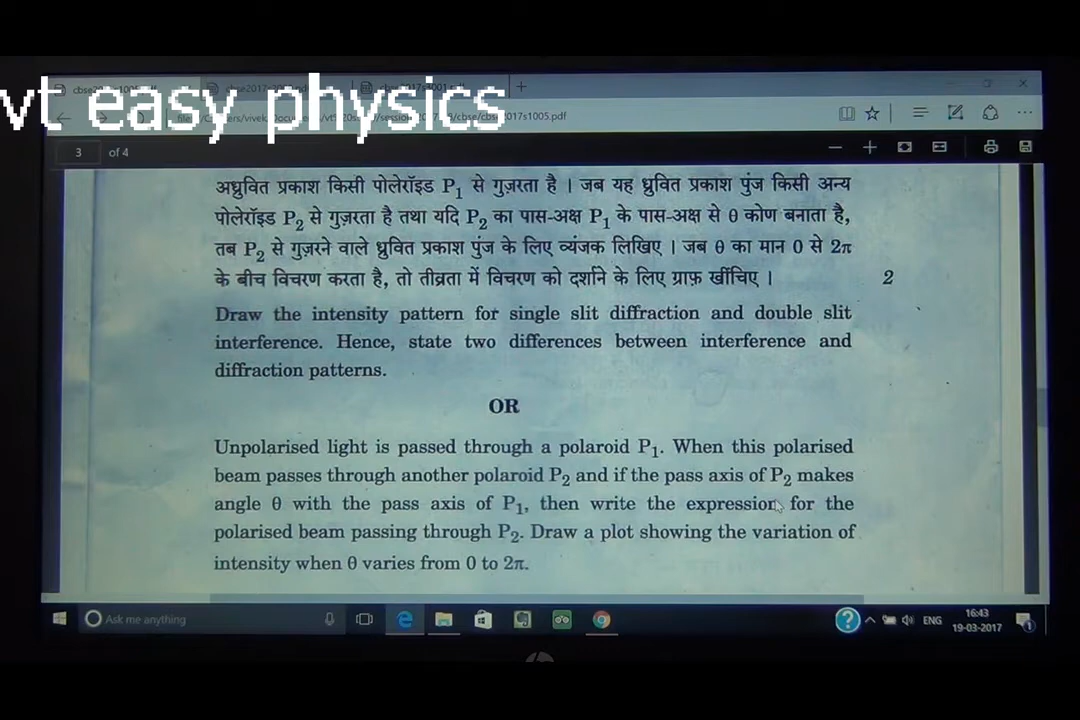 vt easy physics
cbse2017s1005.pdf
3 of 4
अध्रुवित प्रकाश किसी पोलेरॉइड P₁ से गुज़रता है । जब यह ध्रुवित प्रकाश पुंज किसी अन्य
पोलेरॉइड P₂ से गुज़रता है तथा यदि P₂ का पास-अक्ष P₁ के पास-अक्ष से θ कोण बनाता है,
तब P₂ से गुज़रने वाले ध्रुवित प्रकाश पुंज के लिए व्यंजक लिखिए । जब θ का मान 0 से 2π
के बीच विचरण करता है, तो तीव्रता में विचरण को दर्शाने के लिए ग्राफ़ खींचिए । 2
Draw the intensity pattern for single slit diffraction and double slit
interference. Hence, state two differences between interference and
diffraction patterns.
OR
Unpolarised light is passed through a polaroid P₁. When this polarised
beam passes through another polaroid P₂ and if the pass axis of P₂ makes
angle θ with the pass axis of P₁, then write the expression for the
polarised beam passing through P₂. Draw a plot showing the variation of
intensity when θ varies from 0 to 2π.
Ask me anything
ENG
16:43
19-03-2017